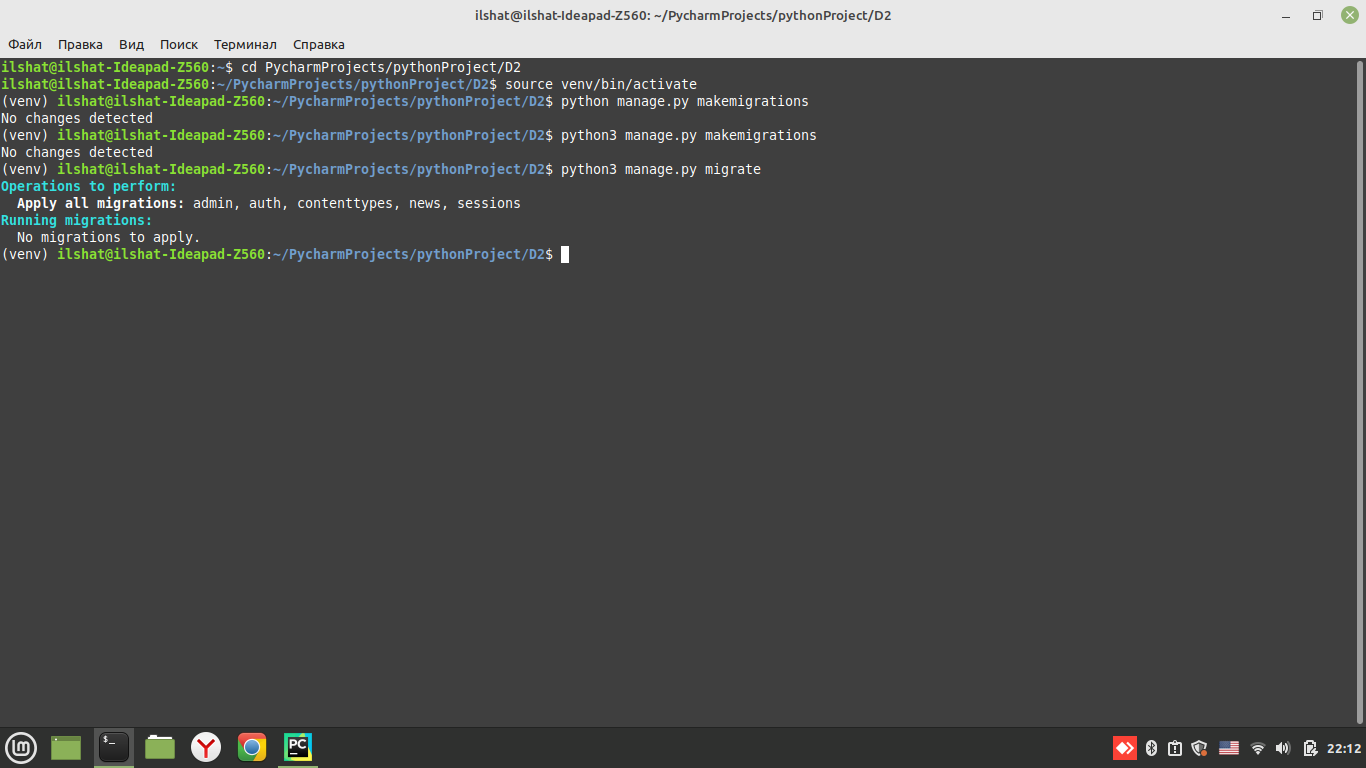 ilshat@ilshat-Ideapad-Z560: ~/PycharmProjects/pythonProject/D2
Файл Правка Вид Поиск Терминал Справка
ilshat@ilshat-Ideapad-Z560:~$ cd PycharmProjects/pythonProject/D2
ilshat@ilshat-Ideapad-Z560:~/PycharmProjects/pythonProject/D2$ source venv/bin/activate
(venv) ilshat@ilshat-Ideapad-Z560:~/PycharmProjects/pythonProject/D2$ python manage.py makemigrations
No changes detected
(venv) ilshat@ilshat-Ideapad-Z560:~/PycharmProjects/pythonProject/D2$ python3 manage.py makemigrations
No changes detected
(venv) ilshat@ilshat-Ideapad-Z560:~/PycharmProjects/pythonProject/D2$ python3 manage.py migrate
Operations to perform:
  Apply all migrations: admin, auth, contenttypes, news, sessions
Running migrations:
  No migrations to apply.
(venv) ilshat@ilshat-Ideapad-Z560:~/PycharmProjects/pythonProject/D2$
$_ PC 22:12